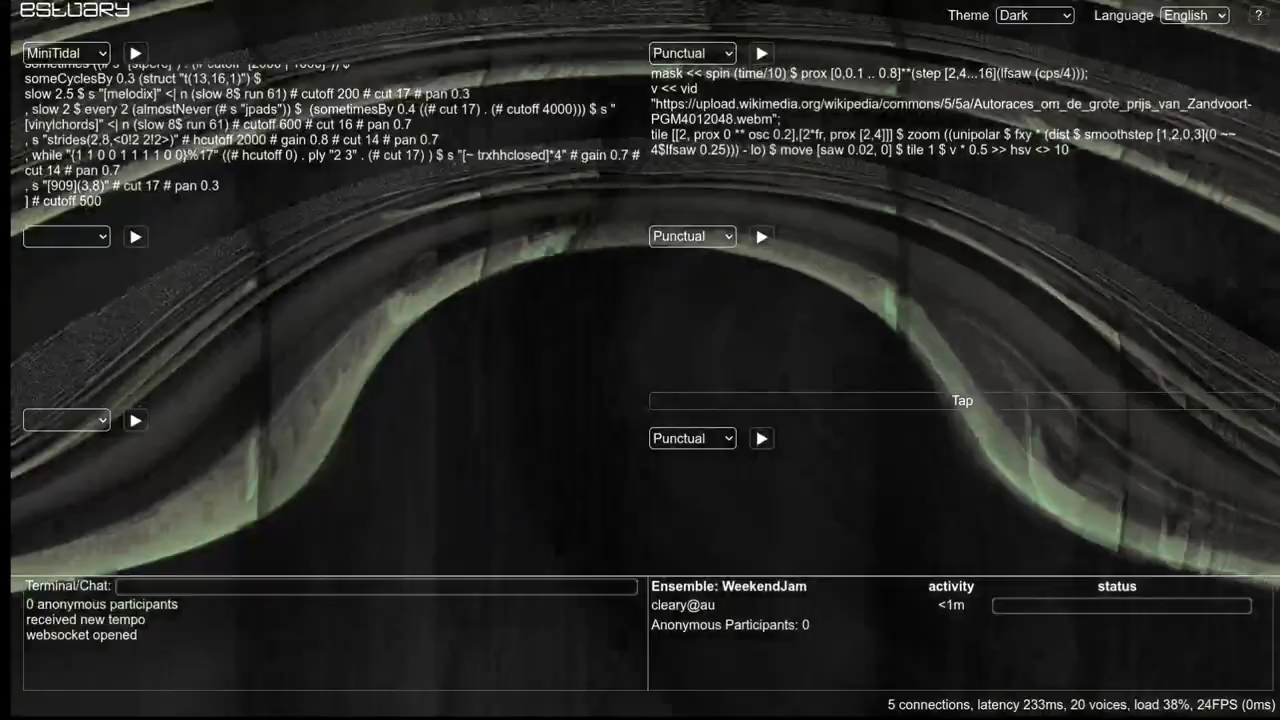 estuary
Theme Dark Language English ?
MiniTidal
someCyclesBy 0.3 (struct "t(13,16,1)") $
slow 2.5 $ s "[melodix]" <| n (slow 8$ run 61) # cutoff 200 # cut 17 # pan 0.3
, slow 2 $ every 2 (almostNever (# s "jpads")) $ (sometimesBy 0.4 ((# cut 17) . (# cutoff 4000))) $ s "
[vinylchords]" <| n (slow 8$ run 61) # cutoff 600 # cut 16 # pan 0.7
, s "strides(2,8,<0!2 2!2>)" # hcutoff 2000 # gain 0.8 # cut 14 # pan 0.7
, while "{1 1 0 0 1 1 1 1 0 0}%17" ((# hcutoff 0) . ply "2 3" . (# cut 17) ) $ s "[~ trxhhclosed]*4" # gain 0.7 #
cut 14 # pan 0.7
, s "[909](3,8)" # cut 17 # pan 0.3
] # cutoff 500
Punctual
mask << spin (time/10) $ prox [0,0.1 .. 0.8]**(step [2,4...16](lfsaw (cps/4)));
v << vid
"https://upload.wikimedia.org/wikipedia/commons/5/5a/Autoraces_om_de_grote_prijs_van_Zandvoort-
PGM4012048.webm";
tile [[2, prox 0 ** osc 0.2],[2*fr, prox [2,4]]] $ zoom ((unipolar $ fxy * (dist $ smoothstep [1,2,0,3](0 ~~
4$lfsaw 0.25))) - lo) $ move [saw 0.02, 0] $ tile 1 $ v * 0.5 >> hsv <> 10
Punctual
Tap
Punctual
Terminal/Chat:
0 anonymous participants
received new tempo
websocket opened
Ensemble: WeekendJam activity status
cleary@au <1m
Anonymous Participants: 0
5 connections, latency 233ms, 20 voices, load 38%, 24FPS (0ms)